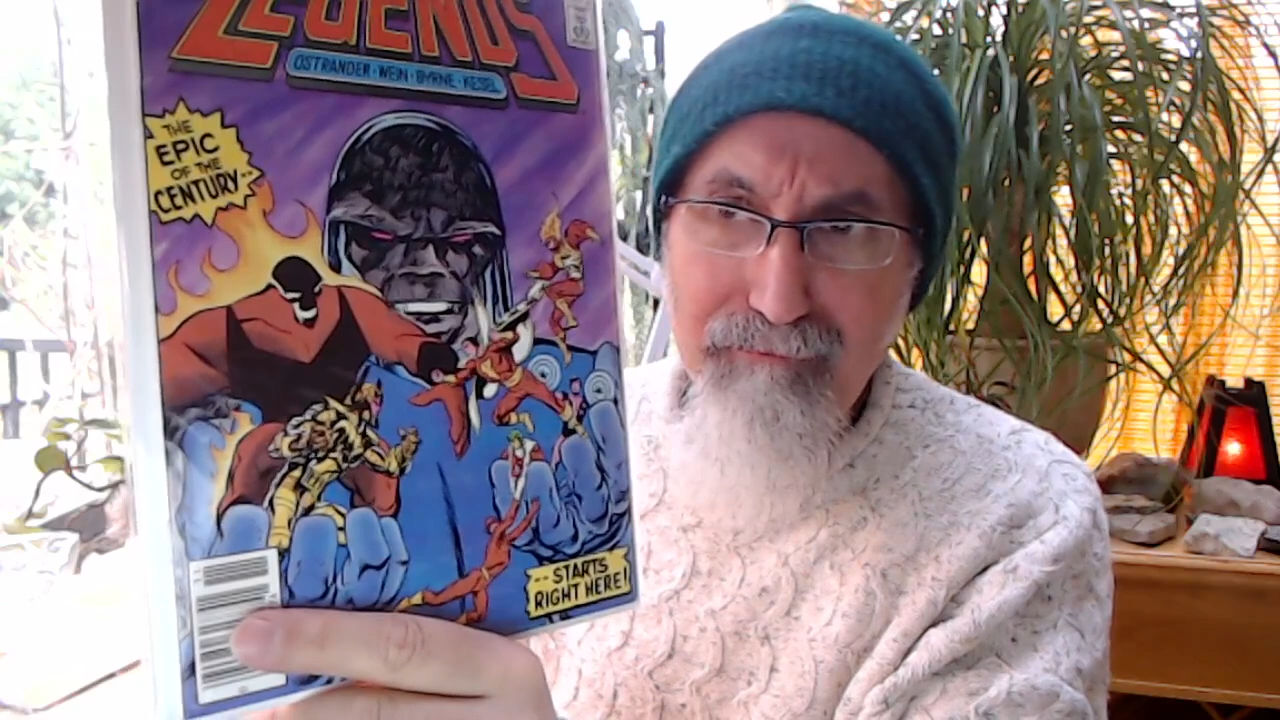 LEGENDS
OSTRANDER · WEIN · BYRNE · KESEL
THE
EPIC
OF THE
CENTURY--
-- STARTS
RIGHT HERE!